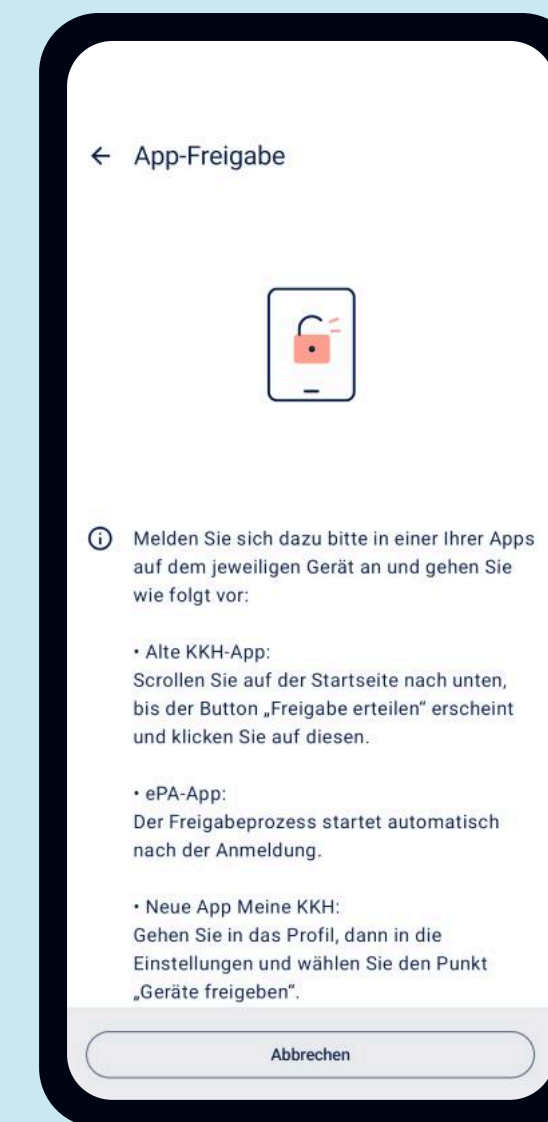 App-Freigabe
Melden Sie sich dazu bitte in einer Ihrer Apps
auf dem jeweiligen Gerät an und gehen Sie
wie folgt vor:
• Alte KKH-App:
Scrollen Sie auf der Startseite nach unten,
bis der Button „Freigabe erteilen“ erscheint
und klicken Sie auf diesen.
• ePA-App:
Der Freigabeprozess startet automatisch
nach der Anmeldung.
• Neue App Meine KKH:
Gehen Sie in das Profil, dann in die
Einstellungen und wählen Sie den Punkt
„Geräte freigeben“.
Abbrechen